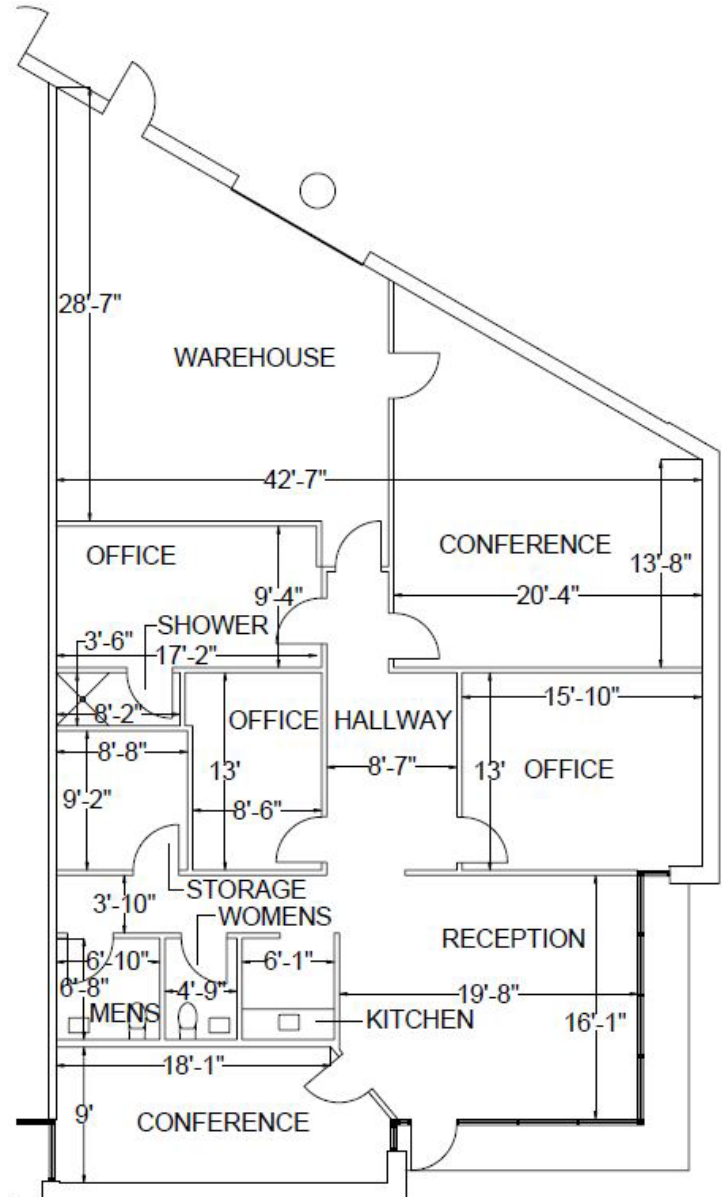 28'-7"
WAREHOUSE
42'-7"
OFFICE
CONFERENCE
13'-8"
9'-4"
20'-4"
SHOWER
3'-6"
17'-2"
8'-2"
OFFICE
HALLWAY
15'-10"
8'-8"
13'
8'-7"
13'
OFFICE
9'-2"
8'-6"
STORAGE
3'-10"
WOMENS
RECEPTION
6'-10"
6'-1"
6'-8"
4'-9"
19'-8"
MENS
KITCHEN
16'-1"
18'-1"
9'
CONFERENCE